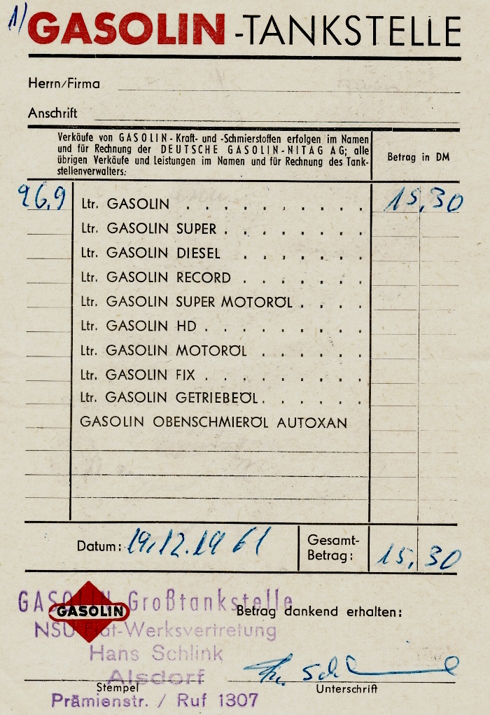 1)
GASOLIN-TANKSTELLE
Herrn/Firma
Anschrift
Verkäufe von GASOLIN-Kraft- und -Schmierstoffen erfolgen im Namen
und für Rechnung der DEUTSCHE GASOLIN-NITAG AG; alle
übrigen Verkäufe und Leistungen im Namen und für Rechnung des Tank-
stellenverwalters:
Betrag in DM
96,9 Ltr. GASOLIN . . . . . . . . . . 15,30
Ltr. GASOLIN SUPER . . . . . . .
Ltr. GASOLIN DIESEL . . . . . .
Ltr. GASOLIN RECORD . . . . . .
Ltr. GASOLIN SUPER MOTORÖL . . .
Ltr. GASOLIN HD . . . . . . . .
Ltr. GASOLIN MOTORÖL . . . . .
Ltr. GASOLIN FIX . . . . . . . .
Ltr. GASOLIN GETRIEBEÖL . . . . .
GASOLIN OBENSCHMIERÖL AUTOXAN
Datum: 19.12.1961
Gesamt-
Betrag: 15,30
GASOLIN Großtankstelle
GASOLIN
Betrag dankend erhalten:
NSU Fiat-Werksvertretung
Hans Schlink
Alsdorf
Stempel
Unterschrift
Prämienstr. / Ruf 1307